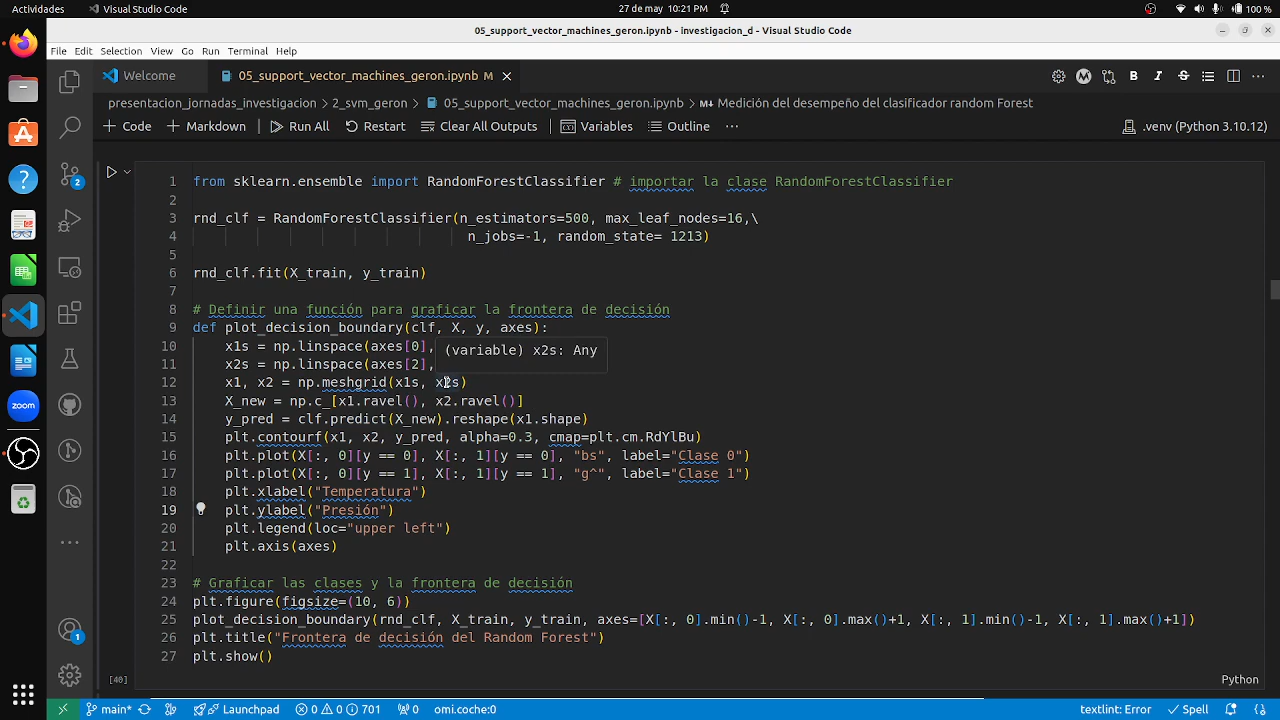 Actividades Visual Studio Code 27 de may 10:21 PM 100 %
05_support_vector_machines_geron.ipynb - investigacion_d - Visual Studio Code
File Edit Selection View Go Run Terminal Help
Welcome 05_support_vector_machines_geron.ipynb M
presentacion_jornadas_investigacion > 2_svm_geron > 05_support_vector_machines_geron.ipynb > Medición del desempeño del clasificador random Forest
Code Markdown Run All Restart Clear All Outputs Variables Outline ··· .venv (Python 3.10.12)
1 from sklearn.ensemble import RandomForestClassifier # importar la clase RandomForestClassifier
2
3 rnd_clf = RandomForestClassifier(n_estimators=500, max_leaf_nodes=16,\
4 n_jobs=-1, random_state= 1213)
5
6 rnd_clf.fit(X_train, y_train)
7
8 # Definir una función para graficar la frontera de decisión
9 def plot_decision_boundary(clf, X, y, axes):
10 x1s = np.linspace(axes[0],
(variable) x2s: Any
11 x2s = np.linspace(axes[2],
12 x1, x2 = np.meshgrid(x1s, x2s)
13 X_new = np.c_[x1.ravel(), x2.ravel()]
14 y_pred = clf.predict(X_new).reshape(x1.shape)
15 plt.contourf(x1, x2, y_pred, alpha=0.3, cmap=plt.cm.RdYlBu)
16 plt.plot(X[:, 0][y == 0], X[:, 1][y == 0], "bs", label="Clase 0")
17 plt.plot(X[:, 0][y == 1], X[:, 1][y == 1], "g^", label="Clase 1")
18 plt.xlabel("Temperatura")
19 plt.ylabel("Presión")
20 plt.legend(loc="upper left")
21 plt.axis(axes)
22
23 # Graficar las clases y la frontera de decisión
24 plt.figure(figsize=(10, 6))
25 plot_decision_boundary(rnd_clf, X_train, y_train, axes=[X[:, 0].min()-1, X[:, 0].max()+1, X[:, 1].min()-1, X[:, 1].max()+1])
26 plt.title("Frontera de decisión del Random Forest")
27 plt.show()
[40] Python
2
1
zoom
main* Launchpad 0 0 701 0 omi.coche:0 textlint: Error Spell